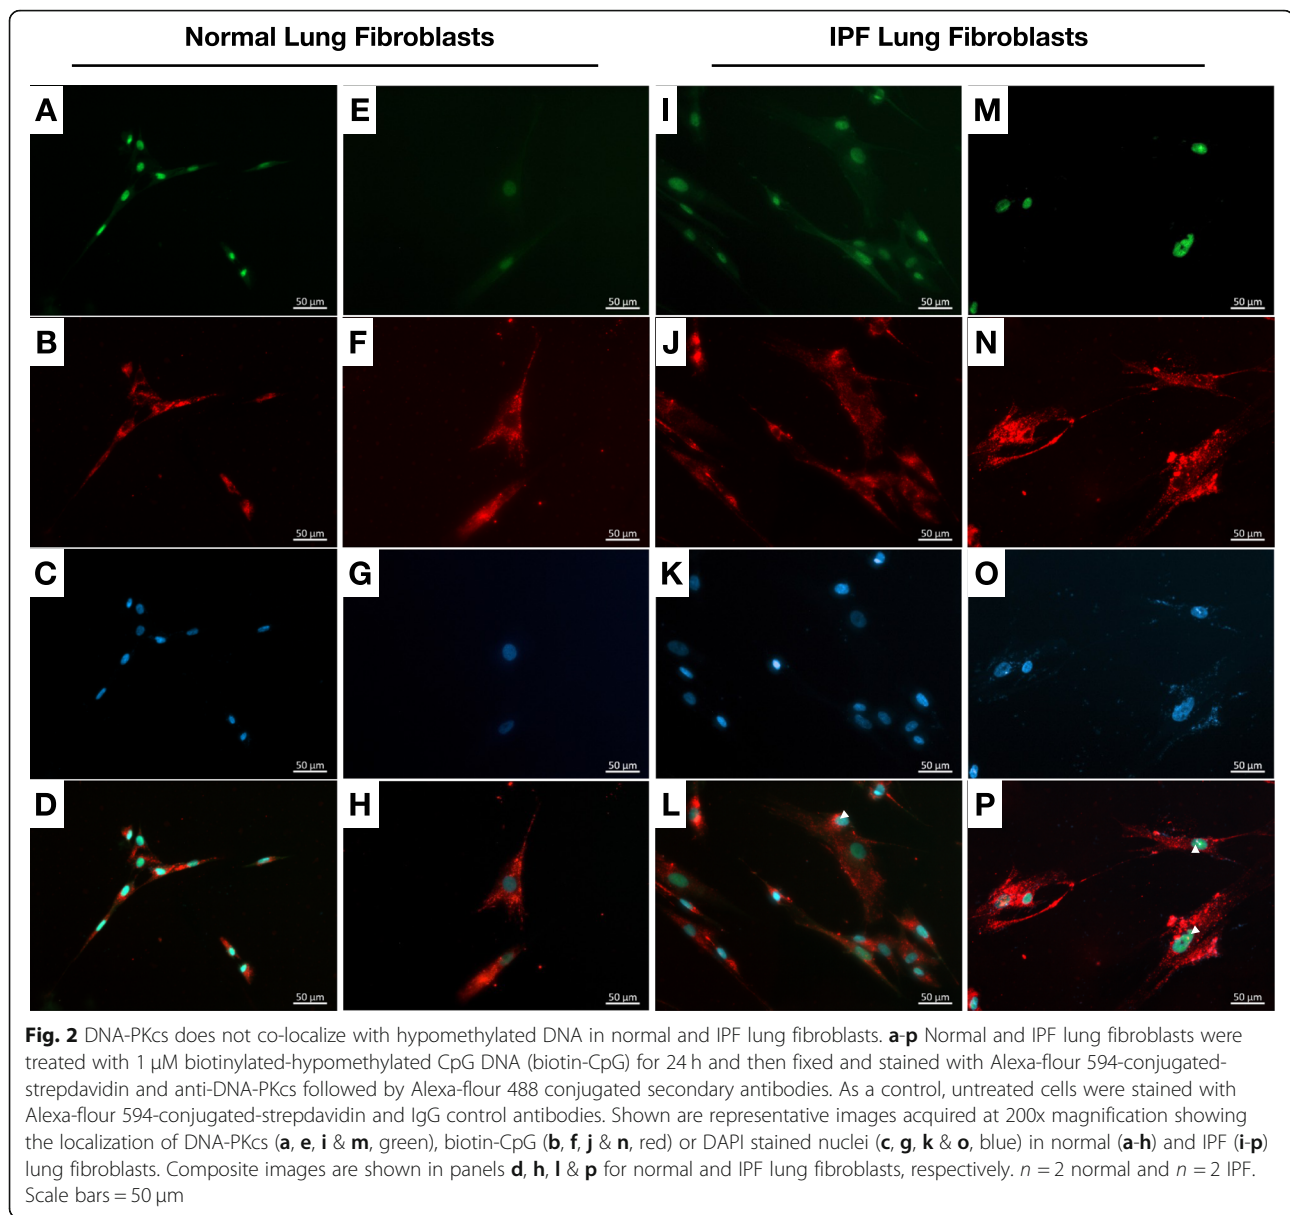 Normal Lung Fibroblasts
IPF Lung Fibroblasts
A
50 µm
E
50 µm
I
50 µm
M
50 µm
B
50 µm
F
50 µm
J
50 µm
N
50 µm
C
50 µm
G
50 µm
K
50 µm
O
50 µm
D
50 µm
H
50 µm
L
50 µm
P
50 µm
Fig. 2 DNA-PKcs does not co-localize with hypomethylated DNA in normal and IPF lung fibroblasts. a-p Normal and IPF lung fibroblasts were
treated with 1 µM biotinylated-hypomethylated CpG DNA (biotin-CpG) for 24 h and then fixed and stained with Alexa-flour 594-conjugated-
strepdavidin and anti-DNA-PKcs followed by Alexa-flour 488 conjugated secondary antibodies. As a control, untreated cells were stained with
Alexa-flour 594-conjugated-strepdavidin and IgG control antibodies. Shown are representative images acquired at 200x magnification showing
the localization of DNA-PKcs (a, e, i & m, green), biotin-CpG (b, f, j & n, red) or DAPI stained nuclei (c, g, k & o, blue) in normal (a-h) and IPF (i-p)
lung fibroblasts. Composite images are shown in panels d, h, l & p for normal and IPF lung fibroblasts, respectively. n = 2 normal and n = 2 IPF.
Scale bars = 50 µm